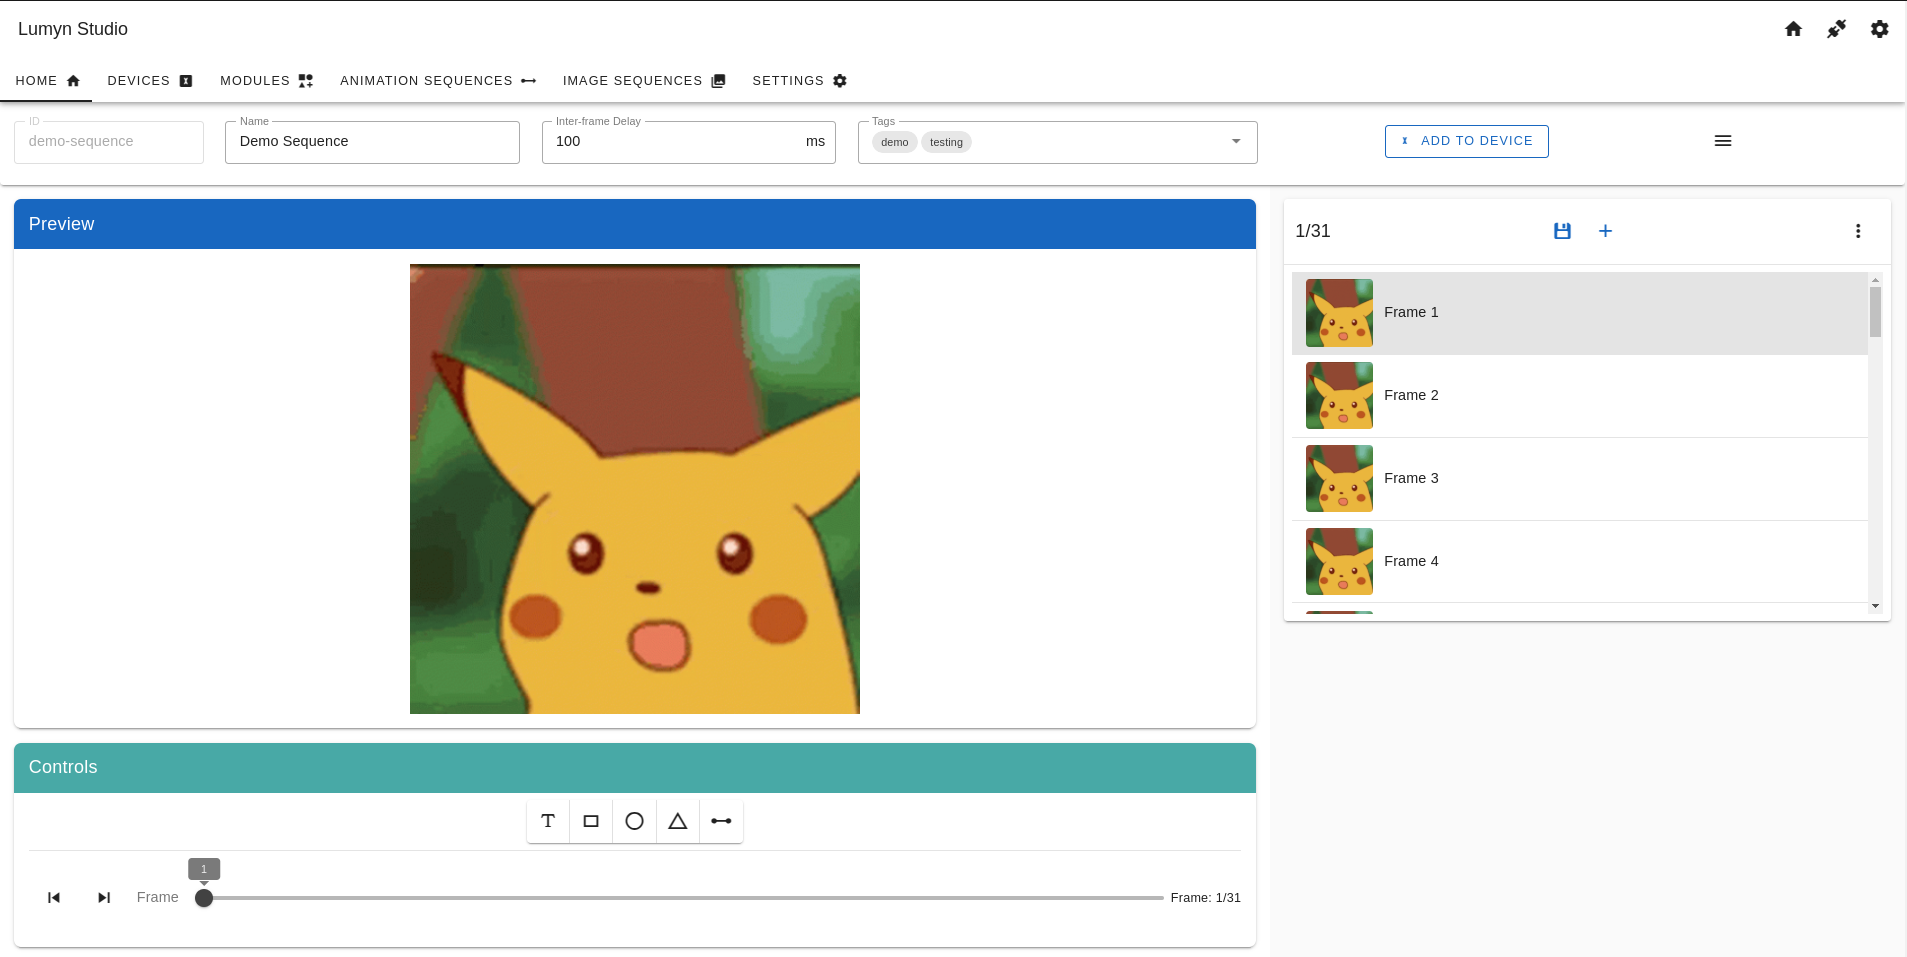 Lumyn Studio
HOME DEVICES MODULES ANIMATION SEQUENCES IMAGE SEQUENCES SETTINGS
ID Name Inter-frame Delay Tags
demo-sequence Demo Sequence 100 ms demo testing ADD TO DEVICE
Preview
1/31
Frame 1
Frame 2
Frame 3
Frame 4
Controls
T
1
Frame Frame: 1/31